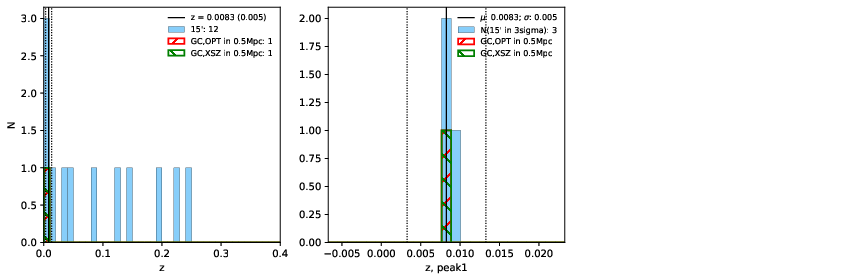 z = 0.0083 (0.005)
15': 12
GC,OPT in 0.5Mpc: 1
GC,XSZ in 0.5Mpc: 1
N
3.0
2.5
2.0
1.5
1.0
0.5
0.0
0.0 0.1 0.2 0.3 0.4
z
μ: 0.0083; σ: 0.005
N(15' in 3sigma): 3
GC,OPT in 0.5Mpc
GC,XSZ in 0.5Mpc
2.00
1.75
1.50
1.25
1.00
0.75
0.50
0.25
0.00
−0.005 0.000 0.005 0.010 0.015 0.020
z, peak1